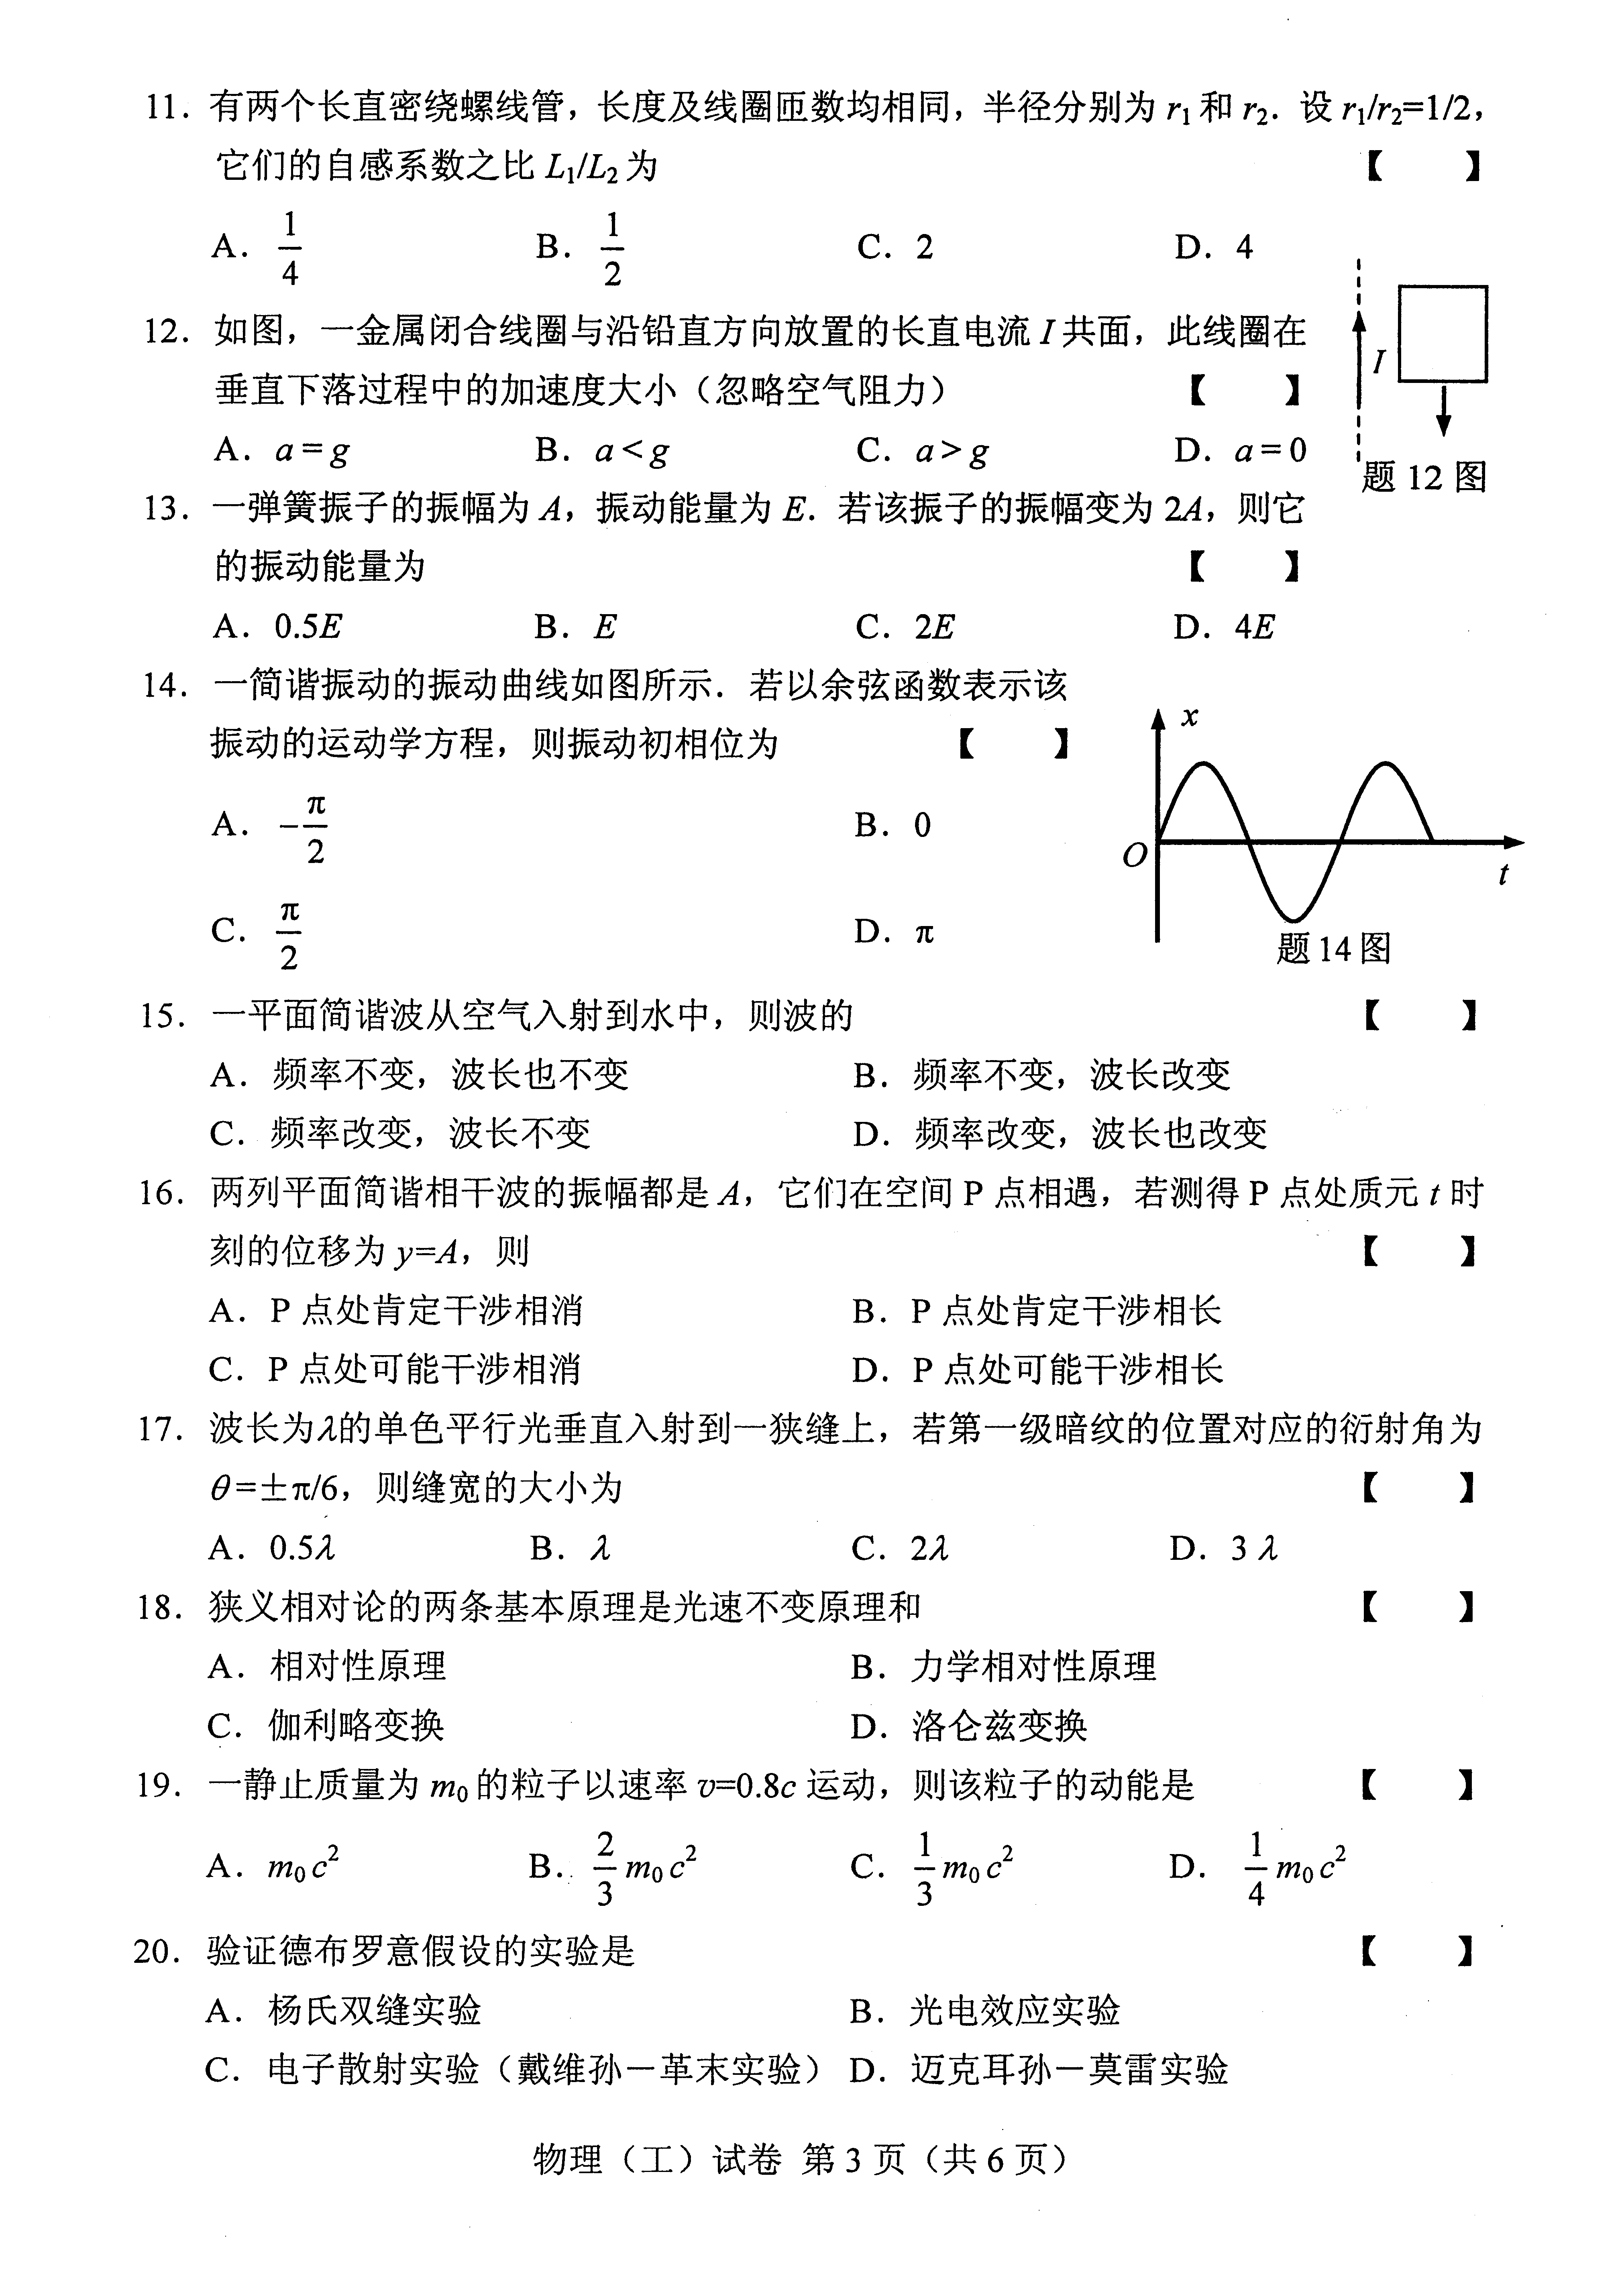 11. 有两个长直密绕螺线管，长度及线圈匝数均相同，半径分别为 r₁ 和 r₂．设 r₁/r₂=1/2，
它们的自感系数之比 L₁/L₂ 为 【 】
A. 1/4 B. 1/2 C. 2 D. 4
12. 如图，一金属闭合线圈与沿铅直方向放置的长直电流 I 共面，此线圈在
垂直下落过程中的加速度大小（忽略空气阻力） 【 】
A. a = g B. a < g C. a > g D. a = 0
I
题 12 图
13. 一弹簧振子的振幅为 A，振动能量为 E．若该振子的振幅变为 2A，则它
的振动能量为 【 】
A. 0.5E B. E C. 2E D. 4E
14. 一简谐振动的振动曲线如图所示．若以余弦函数表示该
振动的运动学方程，则振动初相位为 【 】
A. -π/2 B. 0
C. π/2 D. π
x
O
t
题 14 图
15. 一平面简谐波从空气入射到水中，则波的 【 】
A. 频率不变，波长也不变 B. 频率不变，波长改变
C. 频率改变，波长不变 D. 频率改变，波长也改变
16. 两列平面简谐相干波的振幅都是 A，它们在空间 P 点相遇，若测得 P 点处质元 t 时
刻的位移为 y=A，则 【 】
A. P 点处肯定干涉相消 B. P 点处肯定干涉相长
C. P 点处可能干涉相消 D. P 点处可能干涉相长
17. 波长为λ的单色平行光垂直入射到一狭缝上，若第一级暗纹的位置对应的衍射角为
θ=±π/6，则缝宽的大小为 【 】
A. 0.5λ B. λ C. 2λ D. 3 λ
18. 狭义相对论的两条基本原理是光速不变原理和 【 】
A. 相对性原理 B. 力学相对性原理
C. 伽利略变换 D. 洛仑兹变换
19. 一静止质量为 m₀ 的粒子以速率 v=0.8c 运动，则该粒子的动能是 【 】
A. m₀c² B. 2/3 m₀c² C. 1/3 m₀c² D. 1/4 m₀c²
20. 验证德布罗意假设的实验是 【 】
A. 杨氏双缝实验 B. 光电效应实验
C. 电子散射实验（戴维孙－革末实验） D. 迈克耳孙－莫雷实验
物理（工）试卷 第 3 页（共 6 页）